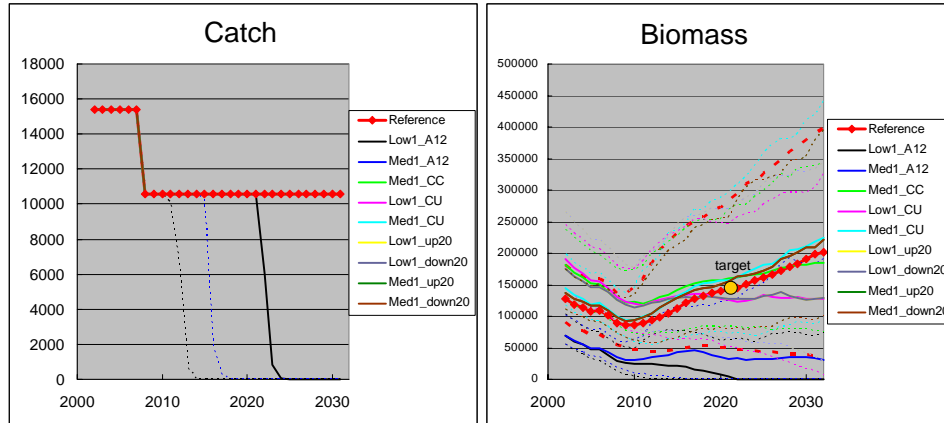 Catch
18000
16000
14000
12000
10000
8000
6000
4000
2000
0
2000 2010 2020 2030
Reference
Low1_A12
Med1_A12
Med1_CC
Low1_CU
Med1_CU
Low1_up20
Low1_down20
Med1_up20
Med1_down20
Biomass
500000
450000
400000
350000
300000
250000
200000
150000
100000
50000
0
2000 2010 2020 2030
target
Reference
Low1_A12
Med1_A12
Med1_CC
Low1_CU
Med1_CU
Low1_up20
Low1_down20
Med1_up20
Med1_down20